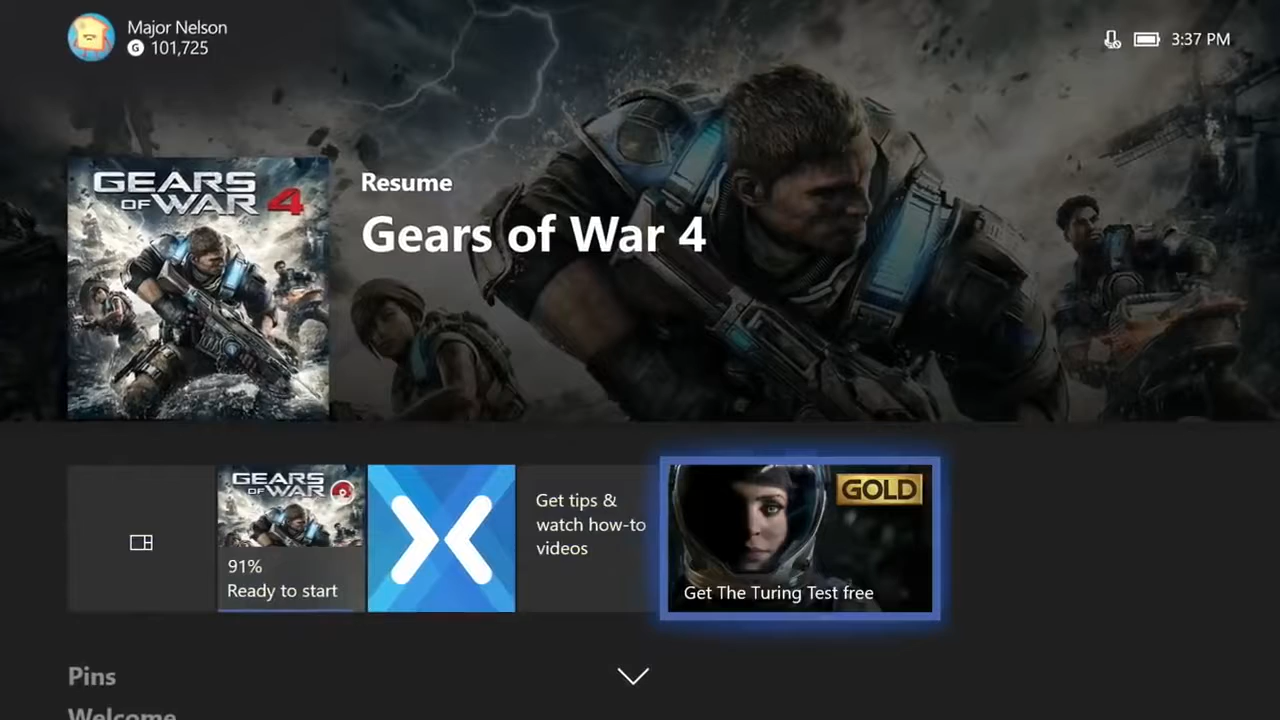 Major Nelson
G 101,725
3:37 PM
GEARS
OF WAR 4
Resume
Gears of War 4
GEARS
OF WAR
91%
Ready to start
Get tips &
watch how-to
videos
GOLD
Get The Turing Test free
Pins
Welcome